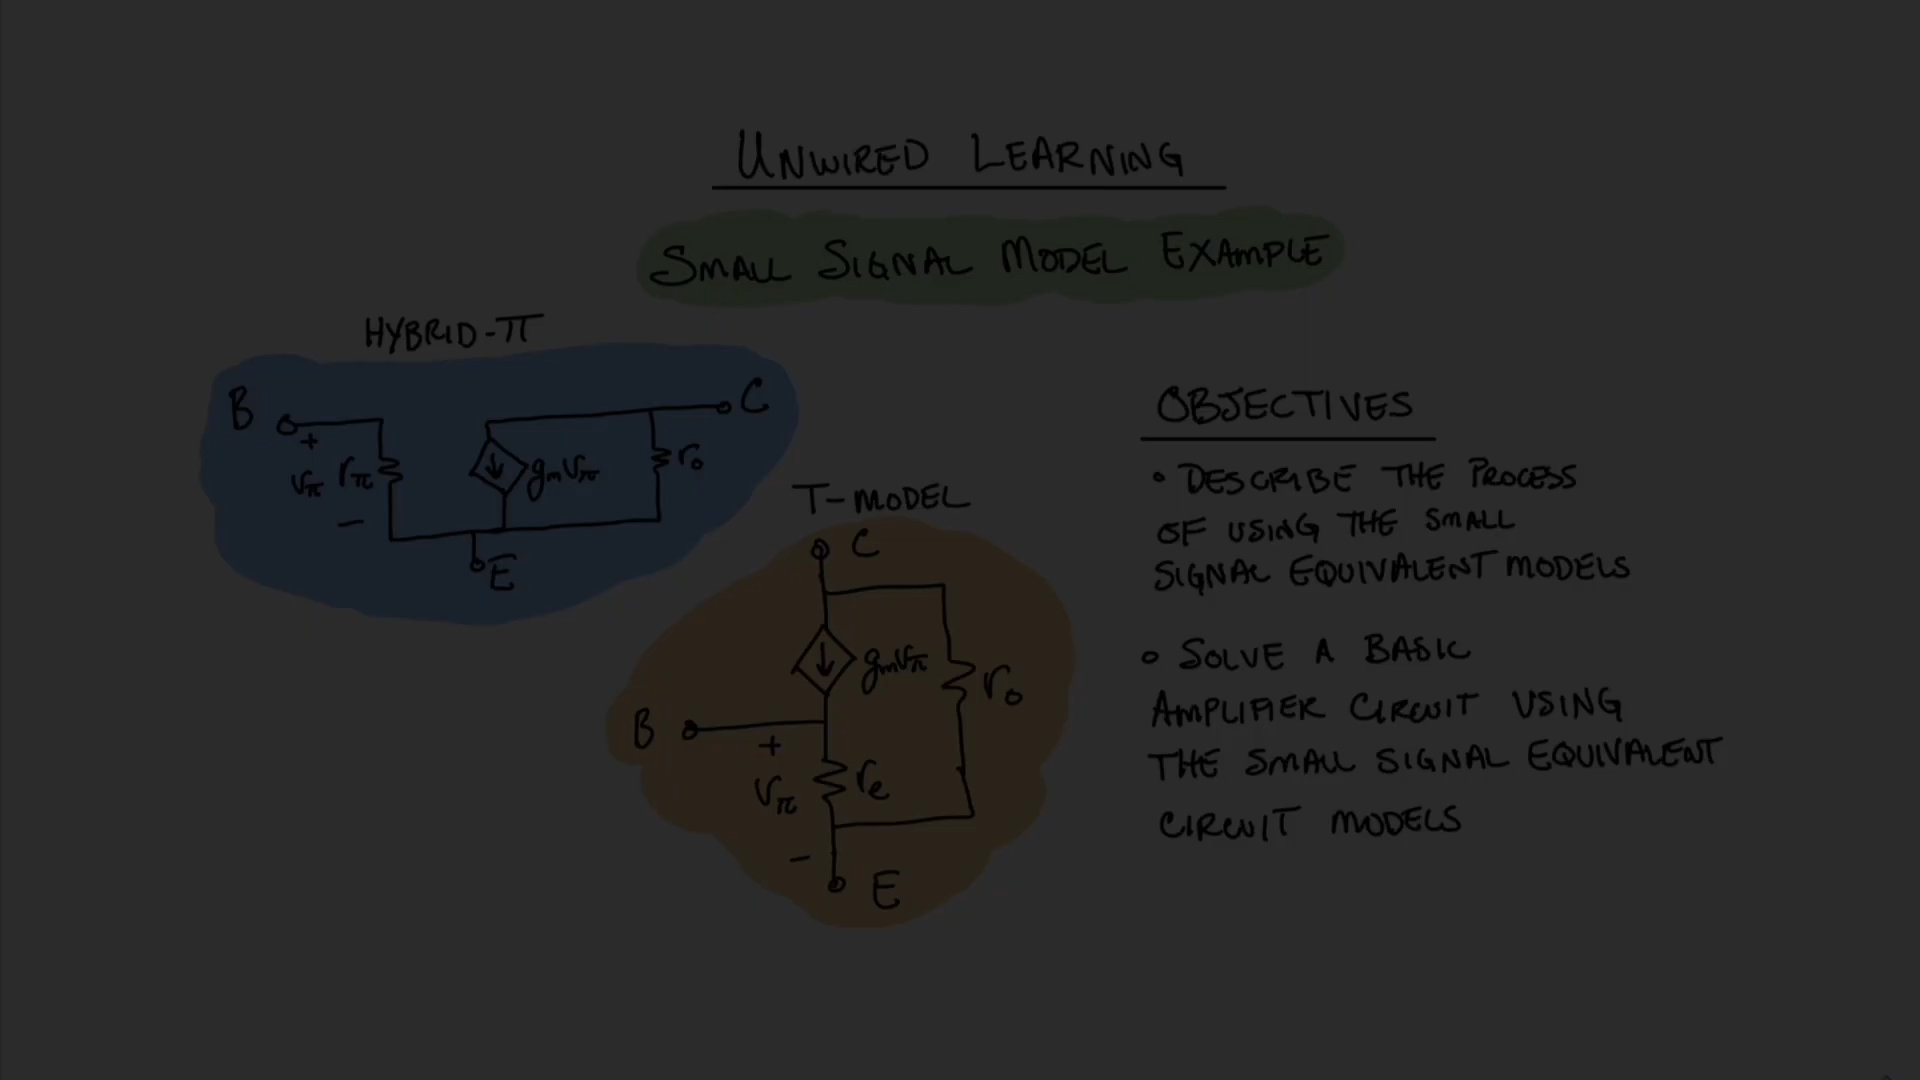 UNWIRED LEARNING
SMALL SIGNAL MODEL EXAMPLE
HYBRID-π
B
C
+
vπ rπ
gmvπ
ro
-
E
T-MODEL
C
gmvπ
ro
B
+
vπ
re
-
E
OBJECTIVES
• DESCRIBE THE PROCESS
OF USING THE SMALL
SIGNAL EQUIVALENT MODELS
• SOLVE A BASIC
AMPLIFIER CIRCUIT USING
THE SMALL SIGNAL EQUIVALENT
CIRCUIT MODELS